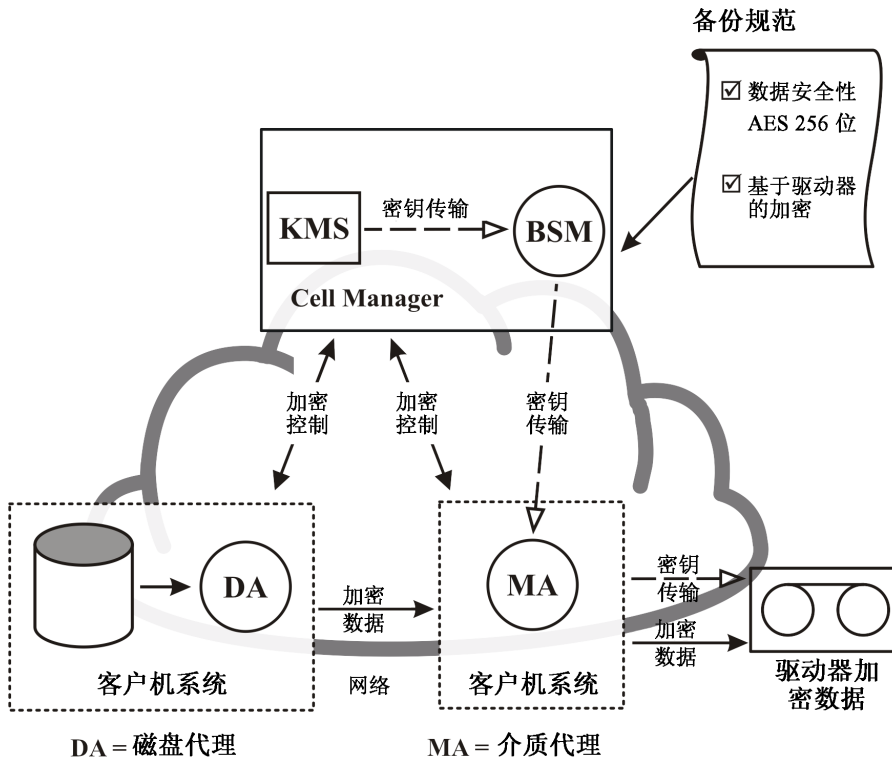 备份规范
☑ 数据安全性
AES 256 位
☑ 基于驱动器
的加密
KMS
密钥传输
BSM
Cell Manager
加密
控制
加密
控制
密钥
传输
DA
加密
数据
MA
密钥
传输
加密
数据
客户机系统
网络
客户机系统
驱动器加
密数据
DA = 磁盘代理
MA = 介质代理